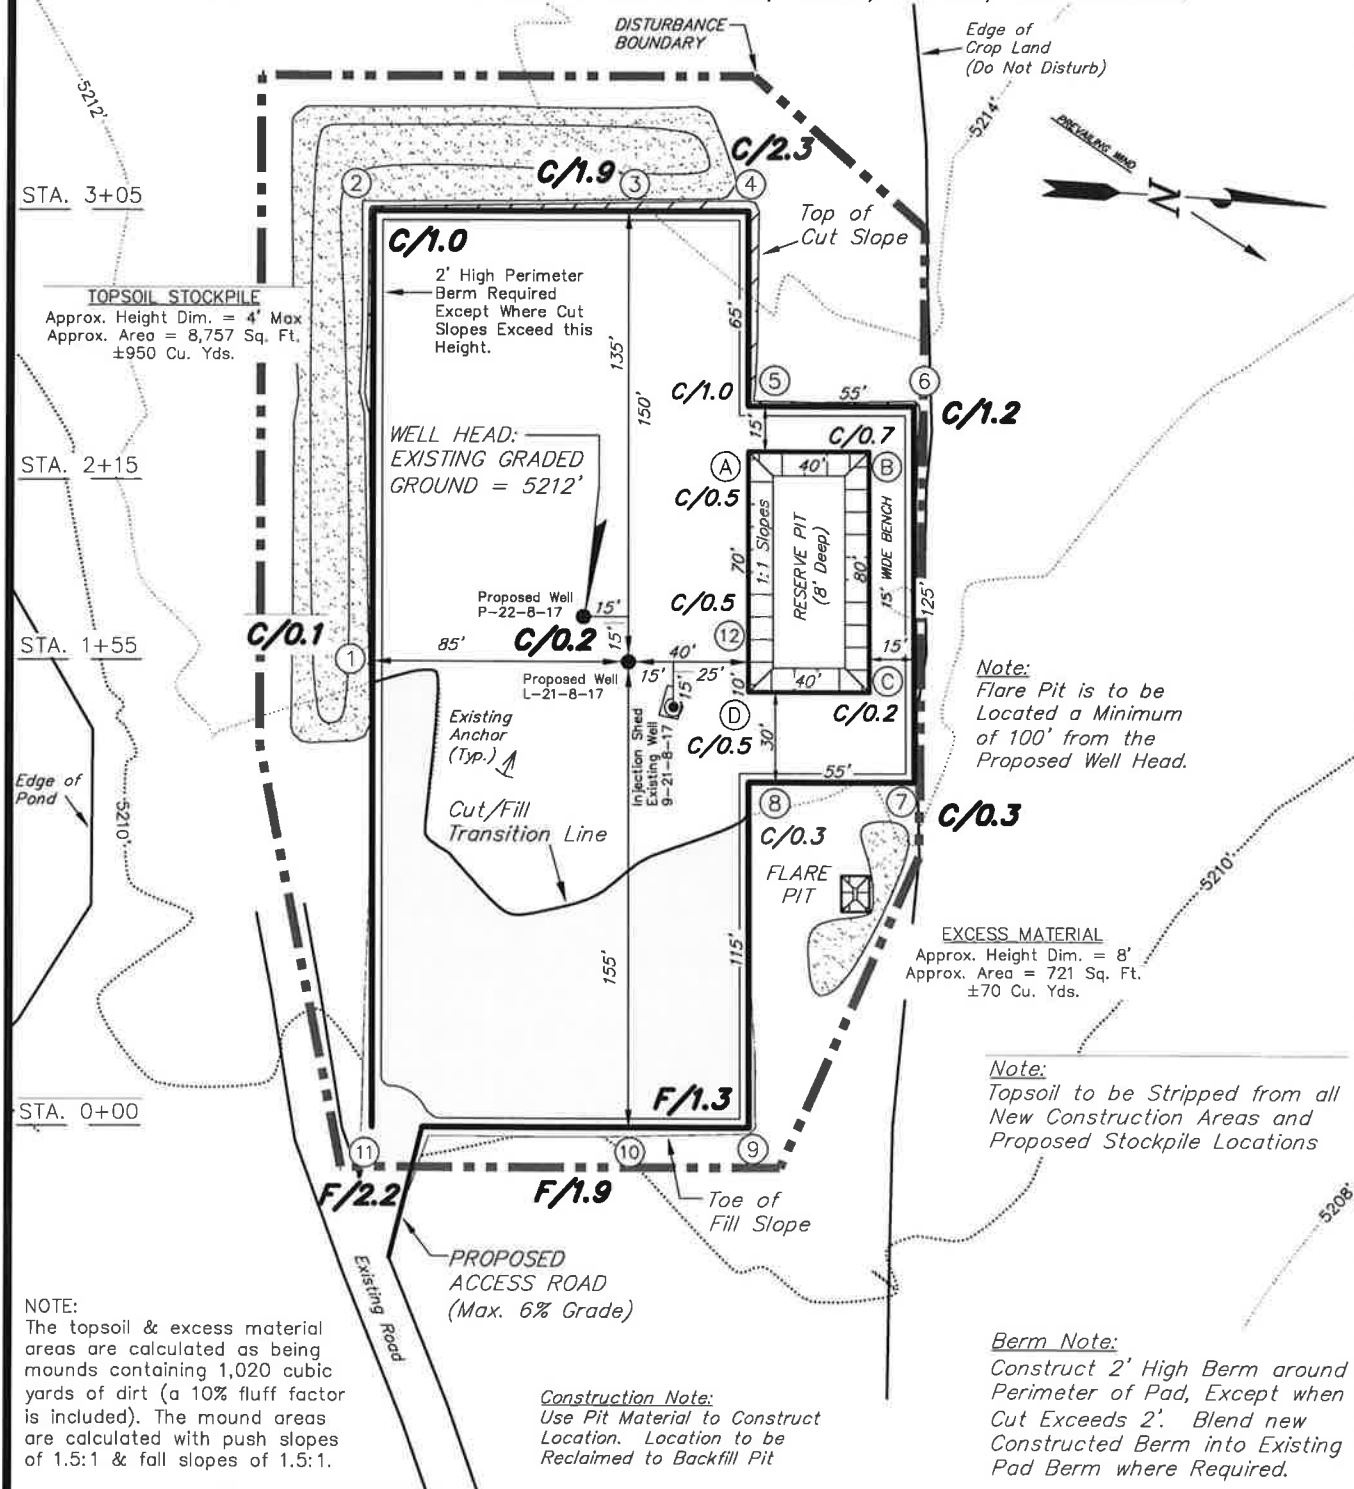 DISTURBANCE
BOUNDARY
Edge of
Crop Land
(Do Not Disturb)
5212'
5214'
PREVAILING WIND
N
C/2.3
C/1.9
2
3
4
STA. 3+05
Top of
Cut Slope
C/1.0
2' High Perimeter
Berm Required
Except Where Cut
Slopes Exceed this
Height.
TOPSOIL STOCKPILE
Approx. Height Dim. = 4' Max
Approx. Area = 8,757 Sq. Ft.
±950 Cu. Yds.
65'
135'
150'
C/1.0
5
55'
6
C/1.2
15'
C/0.7
WELL HEAD:
EXISTING GRADED
GROUND = 5212'
STA. 2+15
A
40'
B
C/0.5
1:1 Slopes
RESERVE PIT
(8' Deep)
70'
80'
15' WIDE BENCH
125'
Proposed Well
P-22-8-17
15'
15'
C/0.5
C/0.1
C/0.2
12
STA. 1+55
1
85'
40'
15'
Proposed Well
L-21-8-17
15'
25'
15'
10'
40'
C
D
C/0.2
C/0.5
30'
Note:
Flare Pit is to be
Located a Minimum
of 100' from the
Proposed Well Head.
Existing
Anchor
(Typ.)
Injection Shed
Existing Well
9-21-8-17
Edge of
Pond
5210'
Cut/Fill
Transition Line
55'
8
7
C/0.3
C/0.3
FLARE
PIT
5210'
EXCESS MATERIAL
Approx. Height Dim. = 8'
Approx. Area = 721 Sq. Ft.
±70 Cu. Yds.
155'
115'
Note:
Topsoil to be Stripped from all
New Construction Areas and
Proposed Stockpile Locations
STA. 0+00
F/1.3
11
10
9
F/2.2
F/1.9
Toe of
Fill Slope
5208'
PROPOSED
ACCESS ROAD
(Max. 6% Grade)
Existing Road
NOTE:
The topsoil & excess material
areas are calculated as being
mounds containing 1,020 cubic
yards of dirt (a 10% fluff factor
is included). The mound areas
are calculated with push slopes
of 1.5:1 & fall slopes of 1.5:1.
Construction Note:
Use Pit Material to Construct
Location. Location to be
Reclaimed to Backfill Pit
Berm Note:
Construct 2' High Berm around
Perimeter of Pad, Except when
Cut Exceeds 2'. Blend new
Constructed Berm into Existing
Pad Berm where Required.